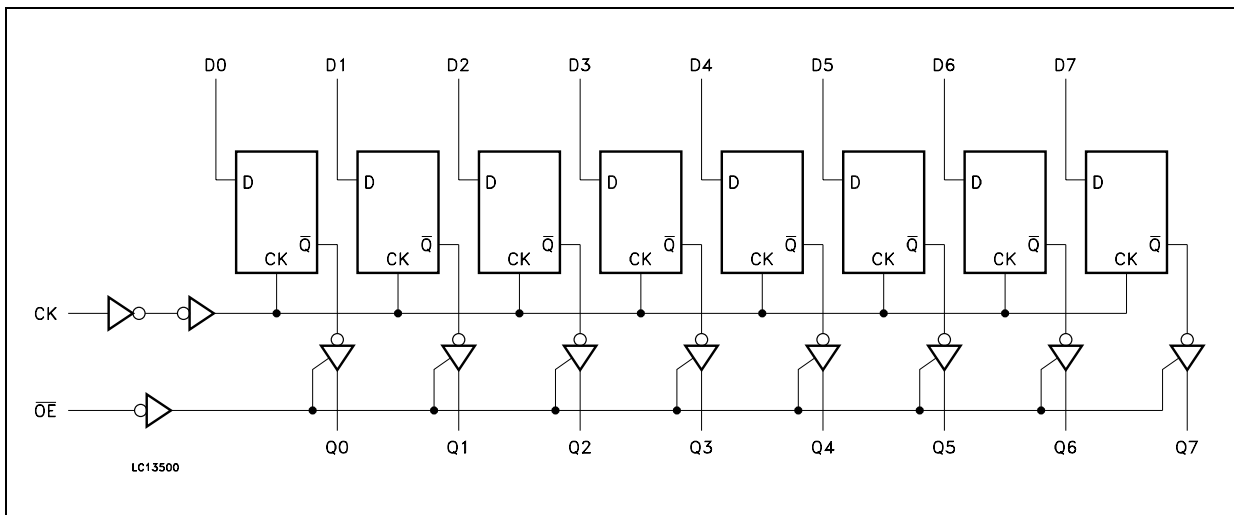 D0 D1 D2 D3 D4 D5 D6 D7
D D D D D D D D
Q̅ Q̅ Q̅ Q̅ Q̅ Q̅ Q̅ Q̅
CK CK CK CK CK CK CK CK
CK
O̅E̅
Q0 Q1 Q2 Q3 Q4 Q5 Q6 Q7
LC13500